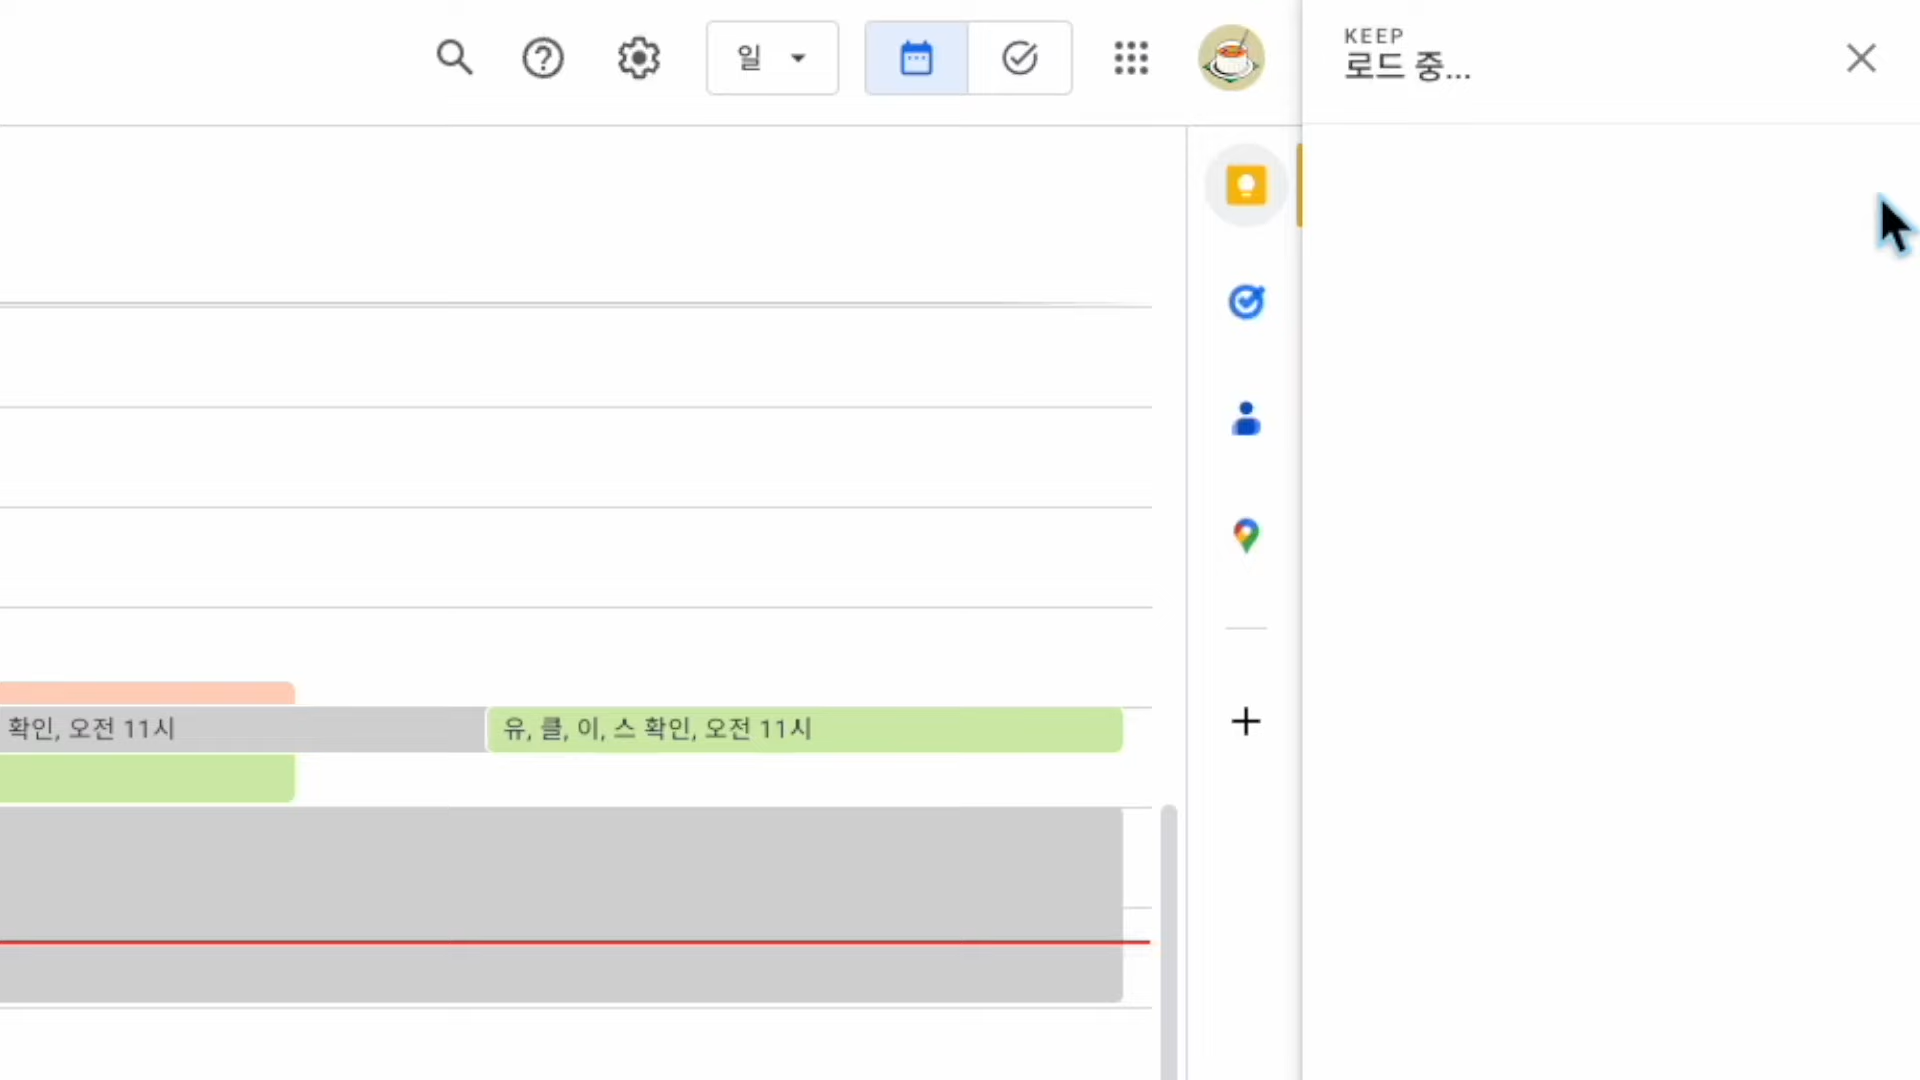 일
KEEP
로드 중...
확인, 오전 11시
유, 클, 이, 스 확인, 오전 11시